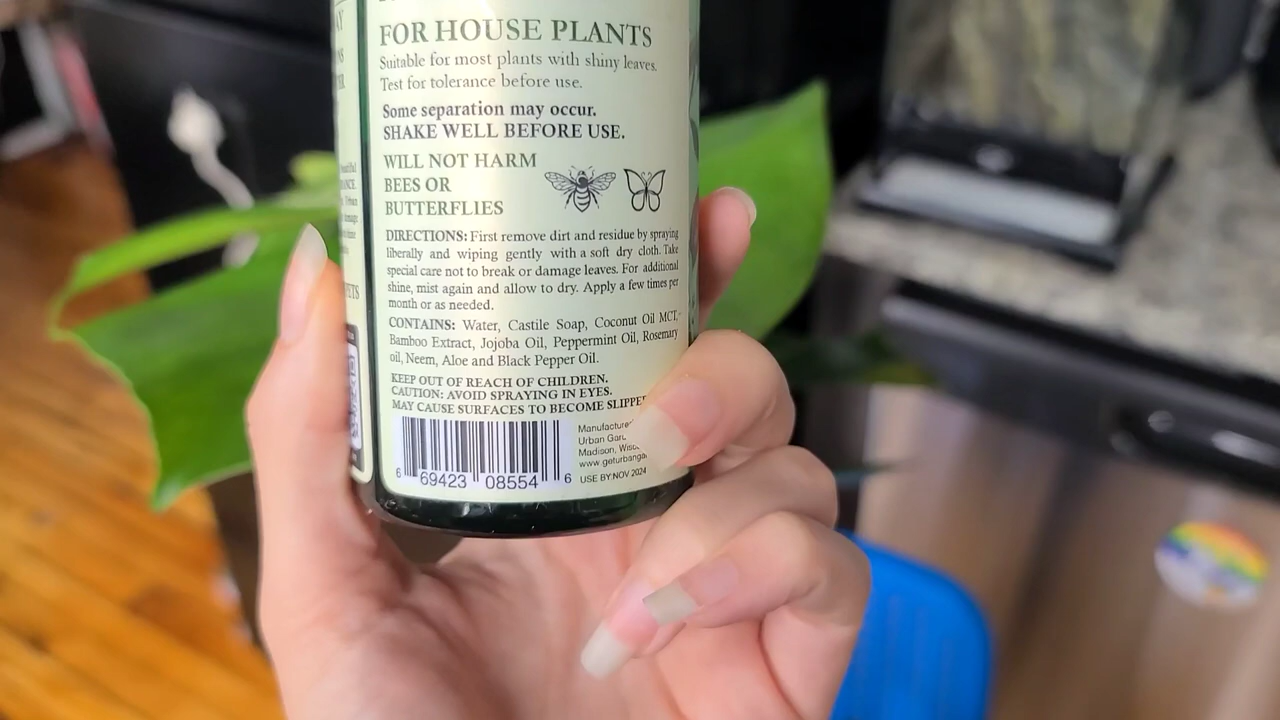 FOR HOUSE PLANTS
Suitable for most plants with shiny leaves.
Test for tolerance before use.
Some separation may occur.
SHAKE WELL BEFORE USE.
WILL NOT HARM
BEES OR
BUTTERFLIES
DIRECTIONS: First remove dirt and residue by spraying
liberally and wiping gently with a soft dry cloth. Take
special care not to break or damage leaves. For additional
shine, mist again and allow to dry. Apply a few times per
month or as needed.
CONTAINS: Water, Castile Soap, Coconut Oil MCT,
Bamboo Extract, Jojoba Oil, Peppermint Oil, Rosemary
oil, Neem, Aloe and Black Pepper Oil.
KEEP OUT OF REACH OF CHILDREN.
CAUTION: AVOID SPRAYING IN EYES.
MAY CAUSE SURFACES TO BECOME
Urban
Madison,
USE BY: NOV 2024
6 69423 08554 6